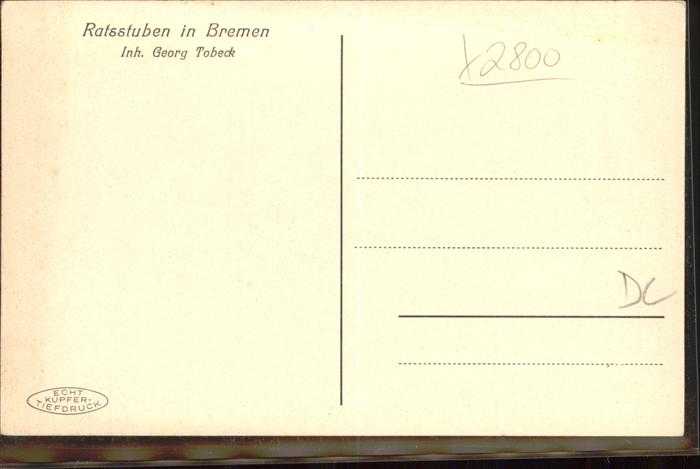 Ratsstuben in Bremen
Inh. Georg Tobeck
X2800
DC
ECHT
KUPFER-
TIEFDRUCK